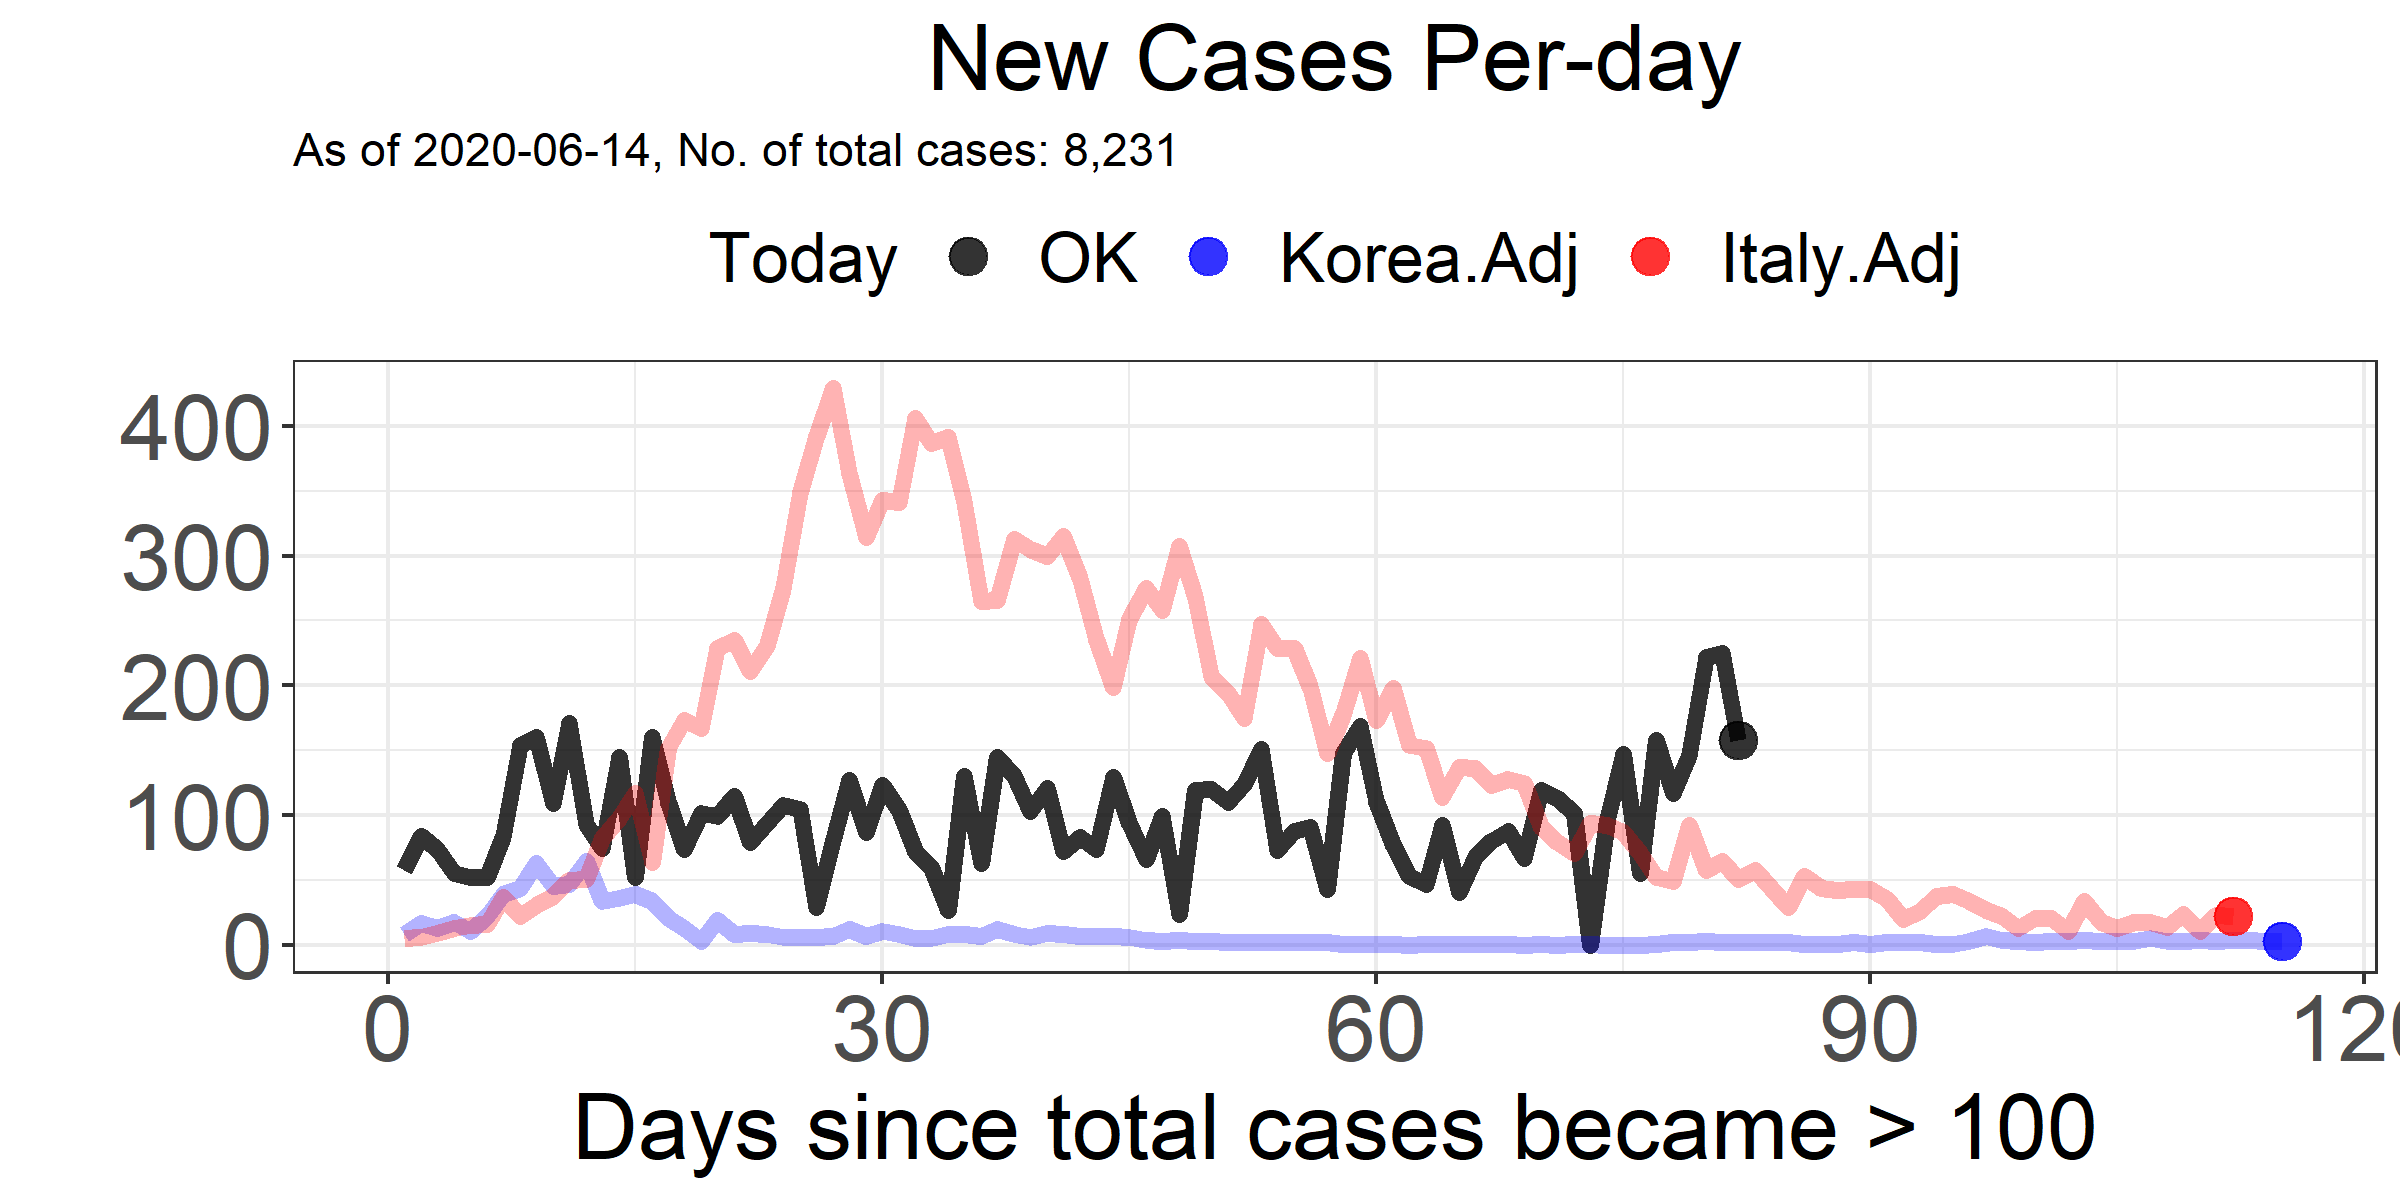 New Cases Per-day
As of 2020-06-14, No. of total cases: 8,231
Today OK Korea.Adj Italy.Adj
400
300
200
100
0
0 30 60 90 120
Days since total cases became > 100